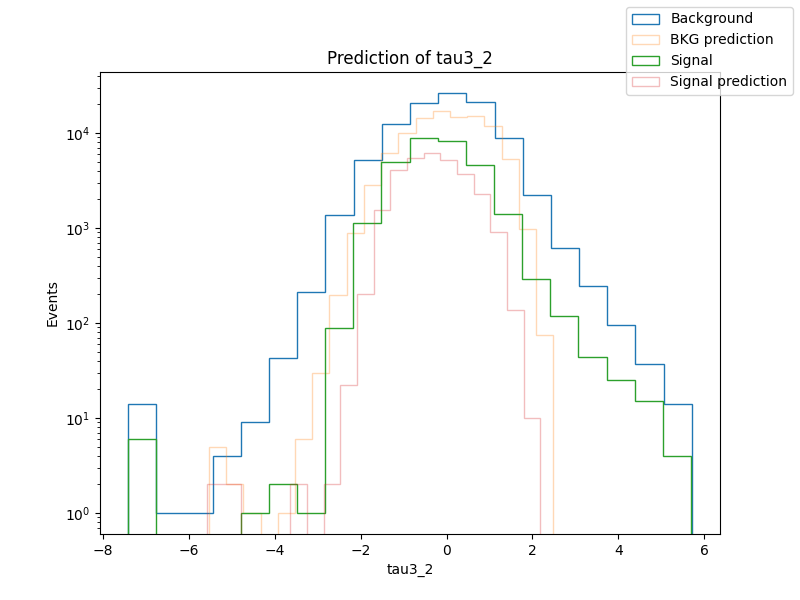 Prediction of tau3_2
Background
BKG prediction
Signal
Signal prediction
Events
10⁴
10³
10²
10¹
10⁰
−8
−6
−4
−2
0
2
4
6
tau3_2